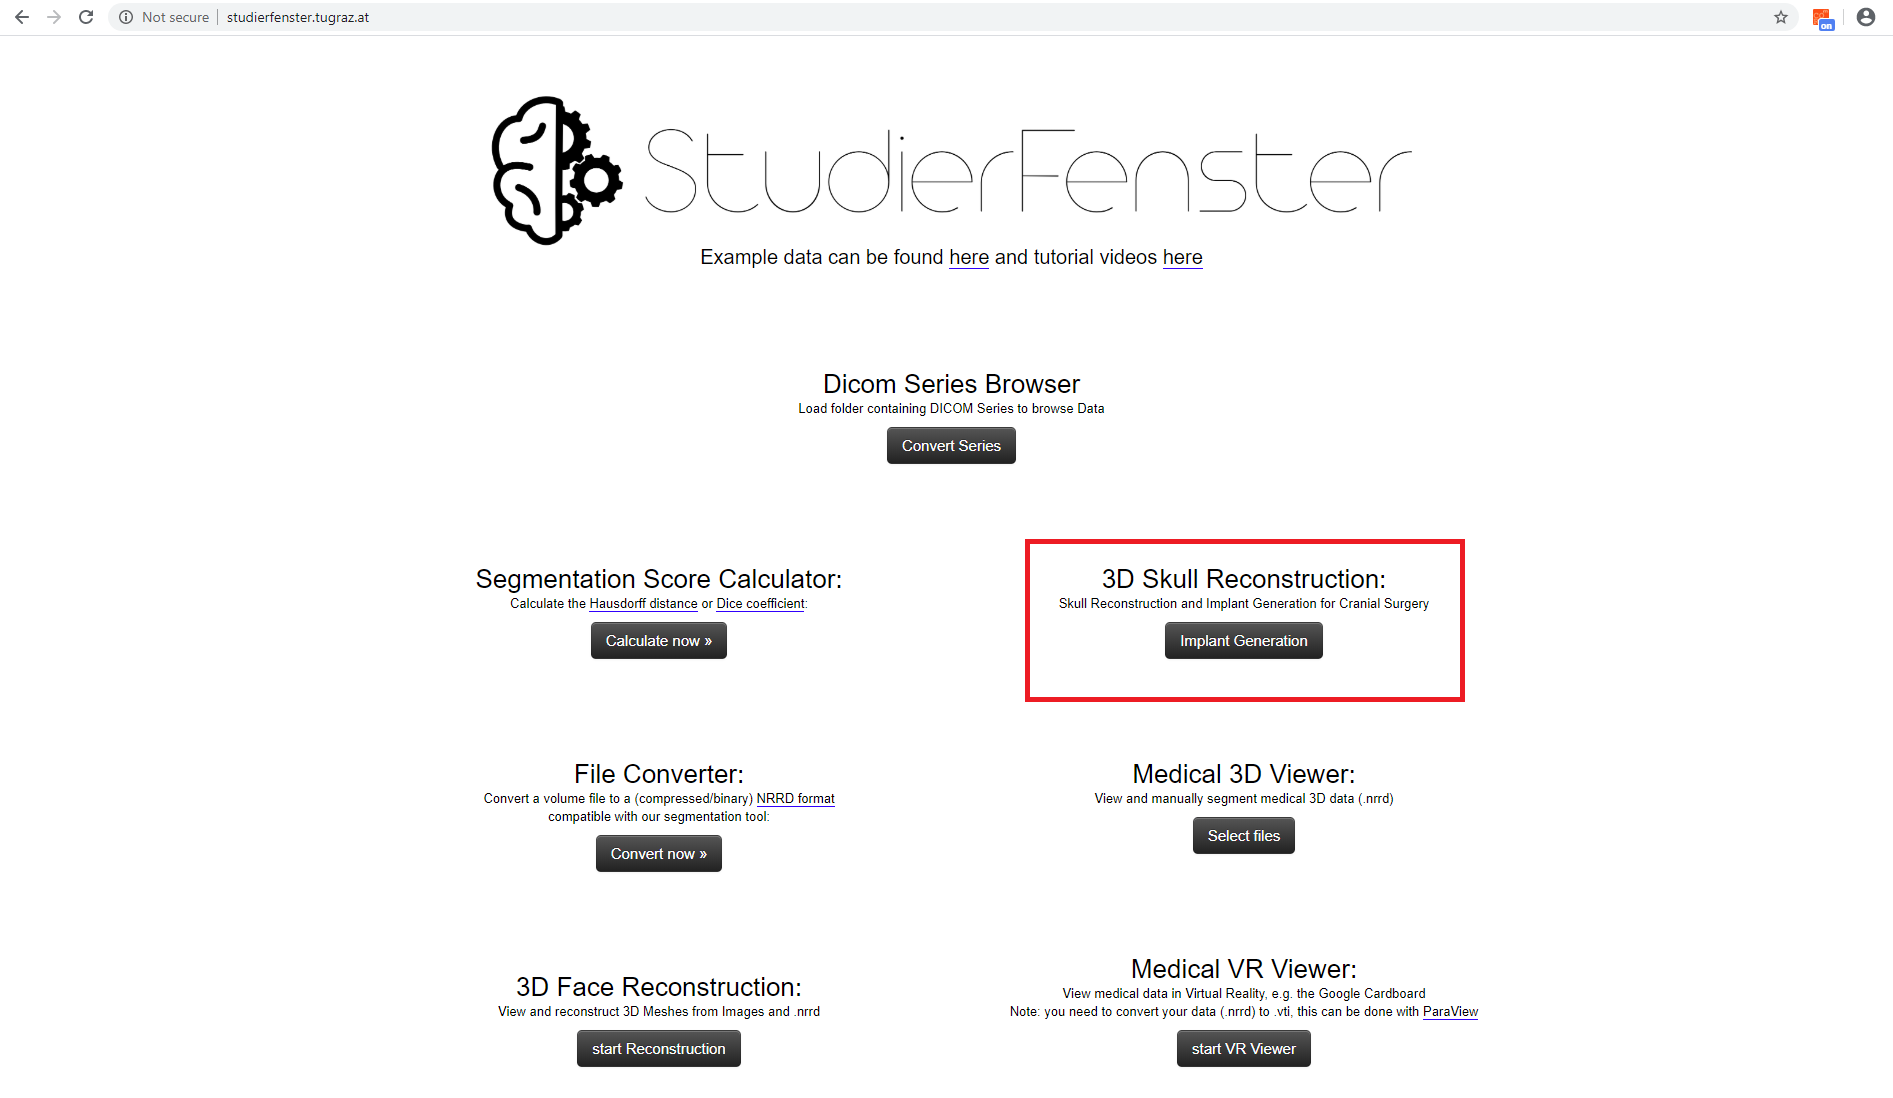 Not secure studierfenster.tugraz.at
on
StudierFenster
Example data can be found here and tutorial videos here
Dicom Series Browser
Load folder containing DICOM Series to browse Data
Convert Series
Segmentation Score Calculator:
Calculate the Hausdorff distance or Dice coefficient:
Calculate now »
3D Skull Reconstruction:
Skull Reconstruction and Implant Generation for Cranial Surgery
Implant Generation
File Converter:
Convert a volume file to a (compressed/binary) NRRD format
compatible with our segmentation tool:
Convert now »
Medical 3D Viewer:
View and manually segment medical 3D data (.nrrd)
Select files
3D Face Reconstruction:
View and reconstruct 3D Meshes from Images and .nrrd
start Reconstruction
Medical VR Viewer:
View medical data in Virtual Reality, e.g. the Google Cardboard
Note: you need to convert your data (.nrrd) to .vti, this can be done with ParaView
start VR Viewer